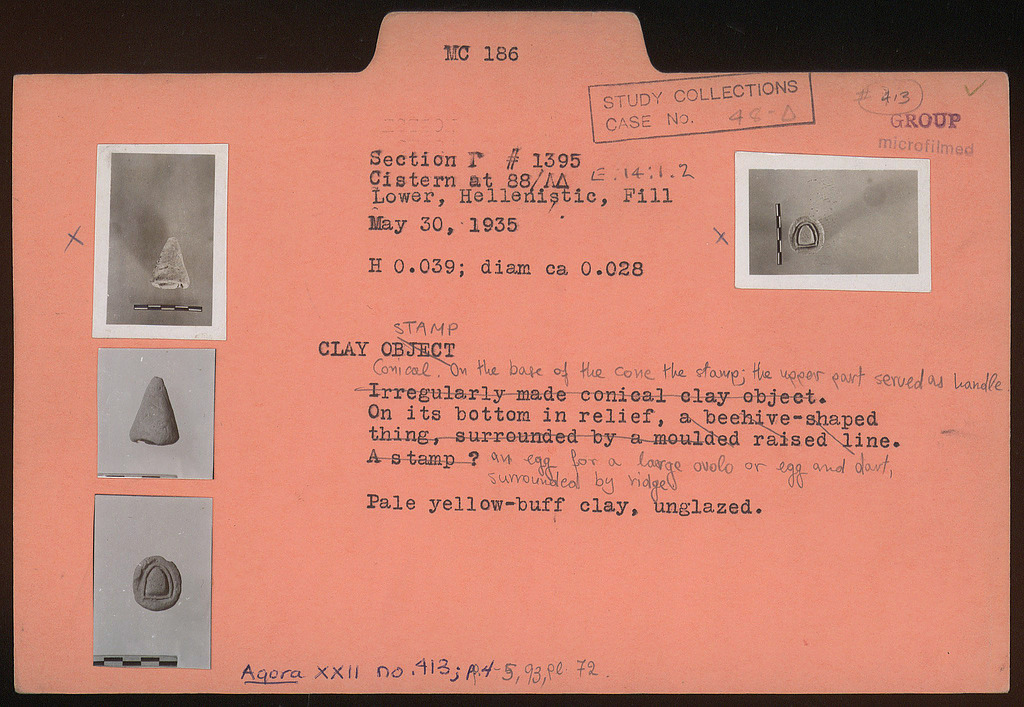 MC 186
STUDY COLLECTIONS
CASE No. 48-Δ
# 413
GROUP
microfilmed
Section Γ # 1395
Cistern at 88/ΛΔ E:14:1.2
Lower, Hellenistic, Fill
May 30, 1935
H 0.039; diam ca 0.028
STAMP
CLAY OBJECT
Conical. On the base of the cone the stamp; the upper part served as handle
Irregularly made conical clay object.
On its bottom in relief, a beehive-shaped
thing, surrounded by a moulded raised line.
A stamp ? an egg for a large ovolo or egg and dart,
surrounded by ridge
Pale yellow-buff clay, unglazed.
Agora XXII no. 413; p.4-5, 93, pl. 72.